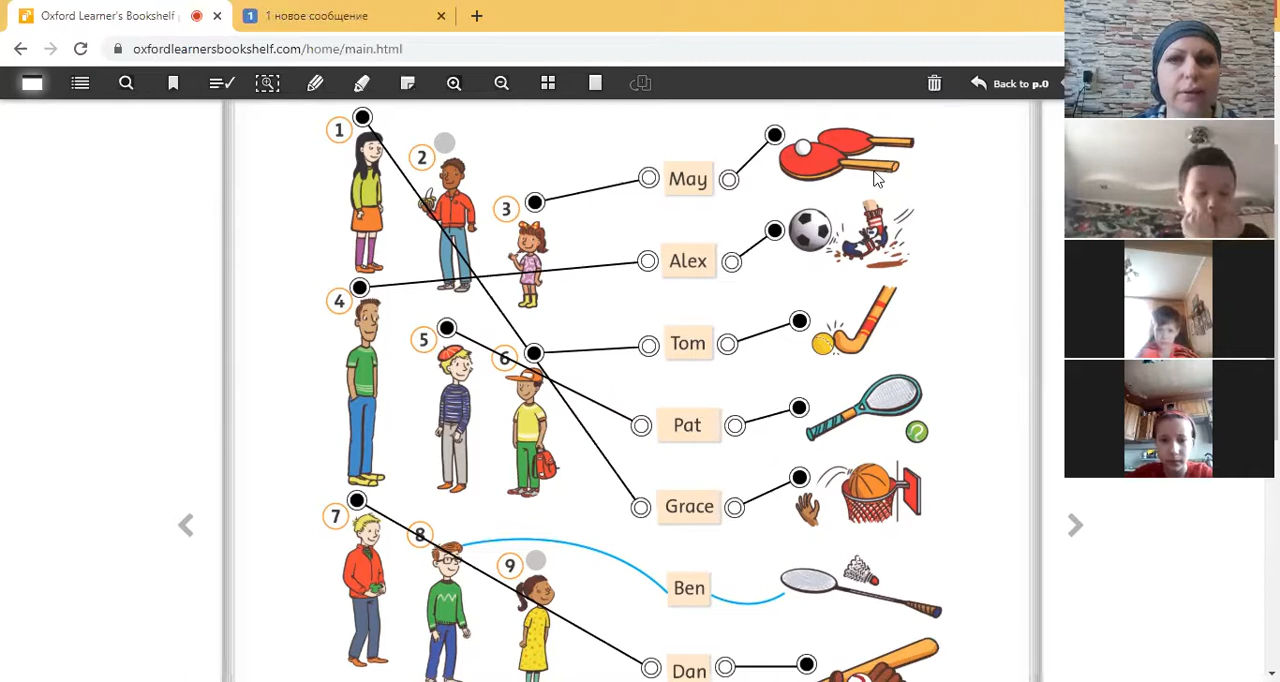 Oxford Learner's Bookshelf
1 1 новое сообщение
oxfordlearnersbookshelf.com/home/main.html
Back to p.0
1
2
3
4
5
6
7
8
9
May
Alex
Tom
Pat
Grace
Ben
Dan